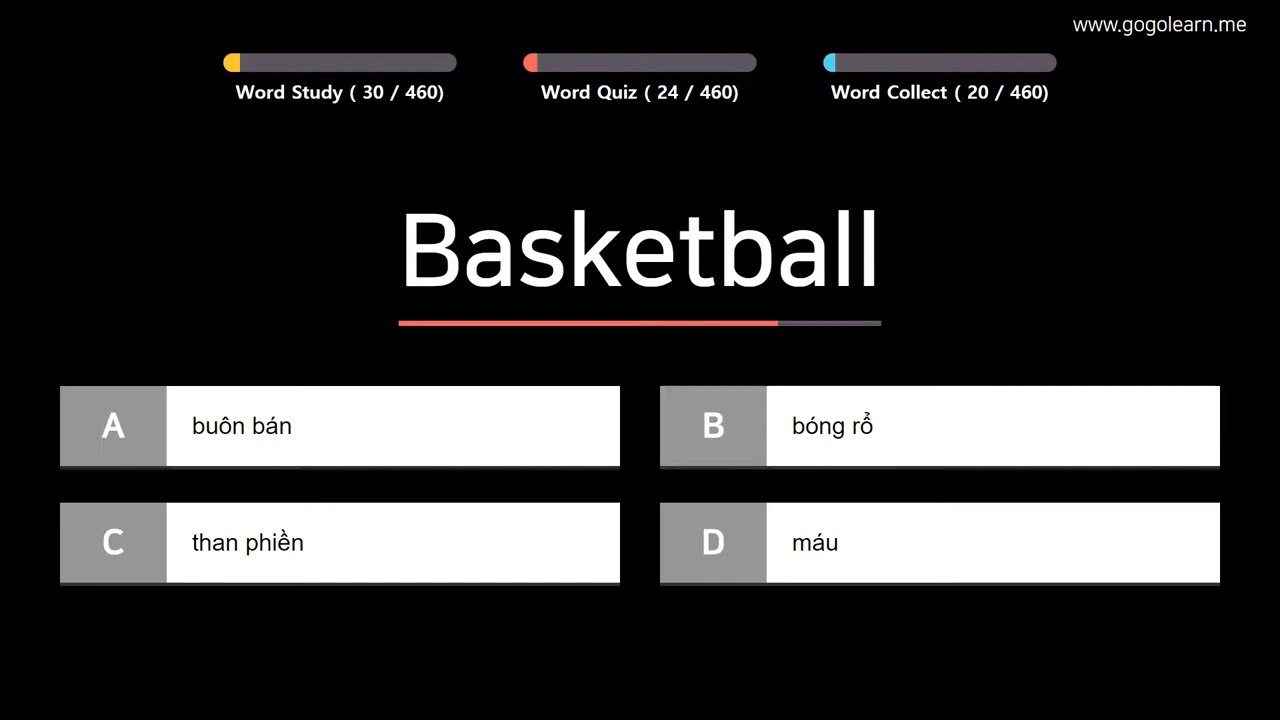 www.gogolearn.me
Word Study ( 30 / 460)
Word Quiz ( 24 / 460)
Word Collect ( 20 / 460)
Basketball
A buôn bán
B bóng rổ
C than phiền
D máu